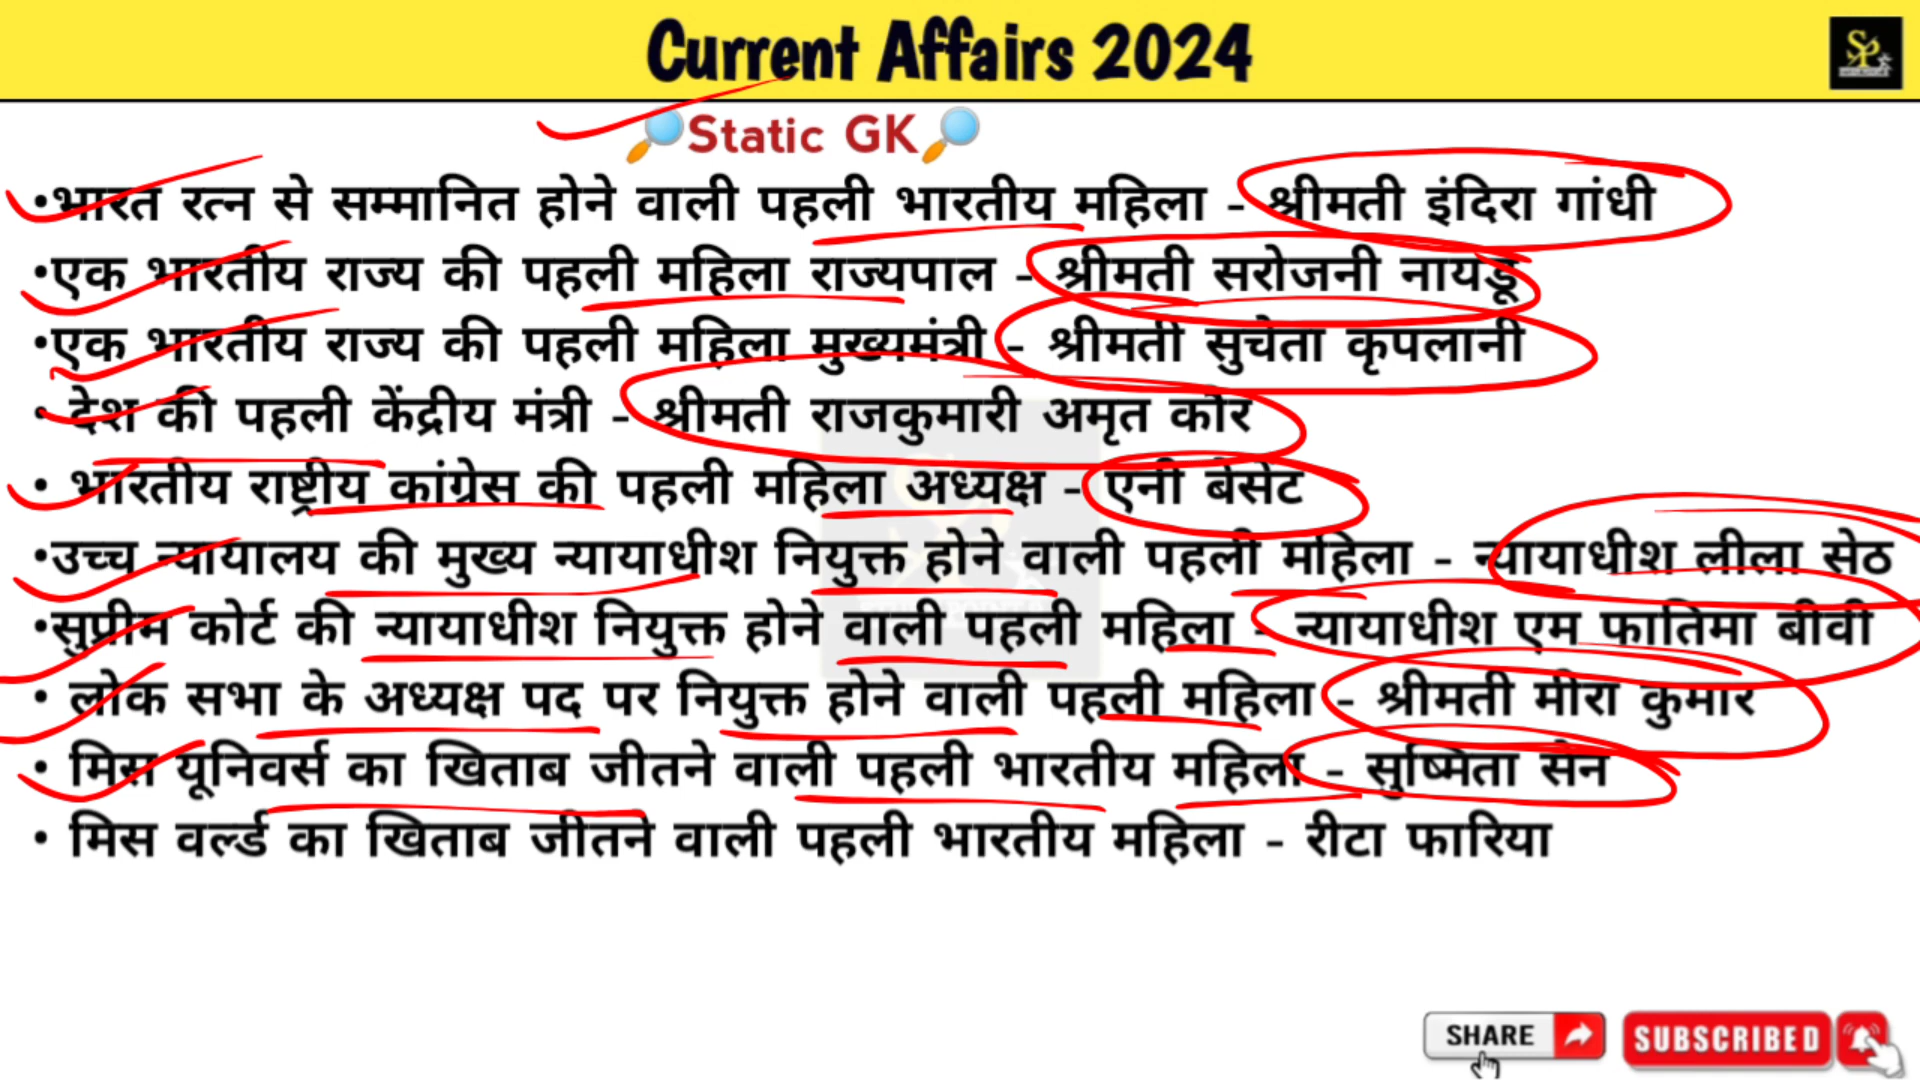 Current Affairs 2024
Static GK
•भारत रत्न से सम्मानित होने वाली पहली भारतीय महिला - श्रीमती इंदिरा गांधी
•एक भारतीय राज्य की पहली महिला राज्यपाल - श्रीमती सरोजनी नायडू
•एक भारतीय राज्य की पहली महिला मुख्यमंत्री - श्रीमती सुचेता कृपलानी
• देश की पहली केंद्रीय मंत्री - श्रीमती राजकुमारी अमृत कौर
• भारतीय राष्ट्रीय कांग्रेस की पहली महिला अध्यक्ष - एनी बेसेंट
•उच्च न्यायालय की मुख्य न्यायाधीश नियुक्त होने वाली पहली महिला - न्यायाधीश लीला सेठ
•सुप्रीम कोर्ट की न्यायाधीश नियुक्त होने वाली पहली महिला - न्यायाधीश एम फातिमा बीवी
• लोक सभा के अध्यक्ष पद पर नियुक्त होने वाली पहली महिला - श्रीमती मीरा कुमार
• मिस यूनिवर्स का खिताब जीतने वाली पहली भारतीय महिला - सुष्मिता सेन
• मिस वर्ल्ड का खिताब जीतने वाली पहली भारतीय महिला - रीटा फारिया
SHARE
SUBSCRIBED